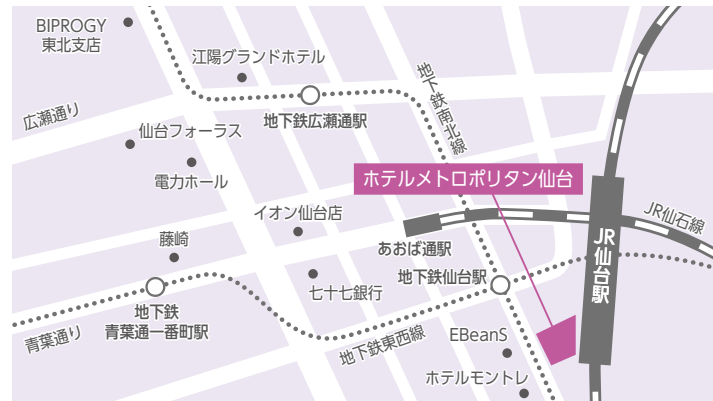 BIPROGY
東北支店
江陽グランドホテル
地下鉄南北線
広瀬通り
地下鉄広瀬通駅
仙台フォーラス
電力ホール
ホテルメトロポリタン仙台
イオン仙台店
JR仙石線
藤崎
あおば通駅
JR仙台駅
地下鉄仙台駅
七十七銀行
地下鉄
青葉通一番町駅
青葉通り
地下鉄東西線
EBeanS
ホテルモントレ